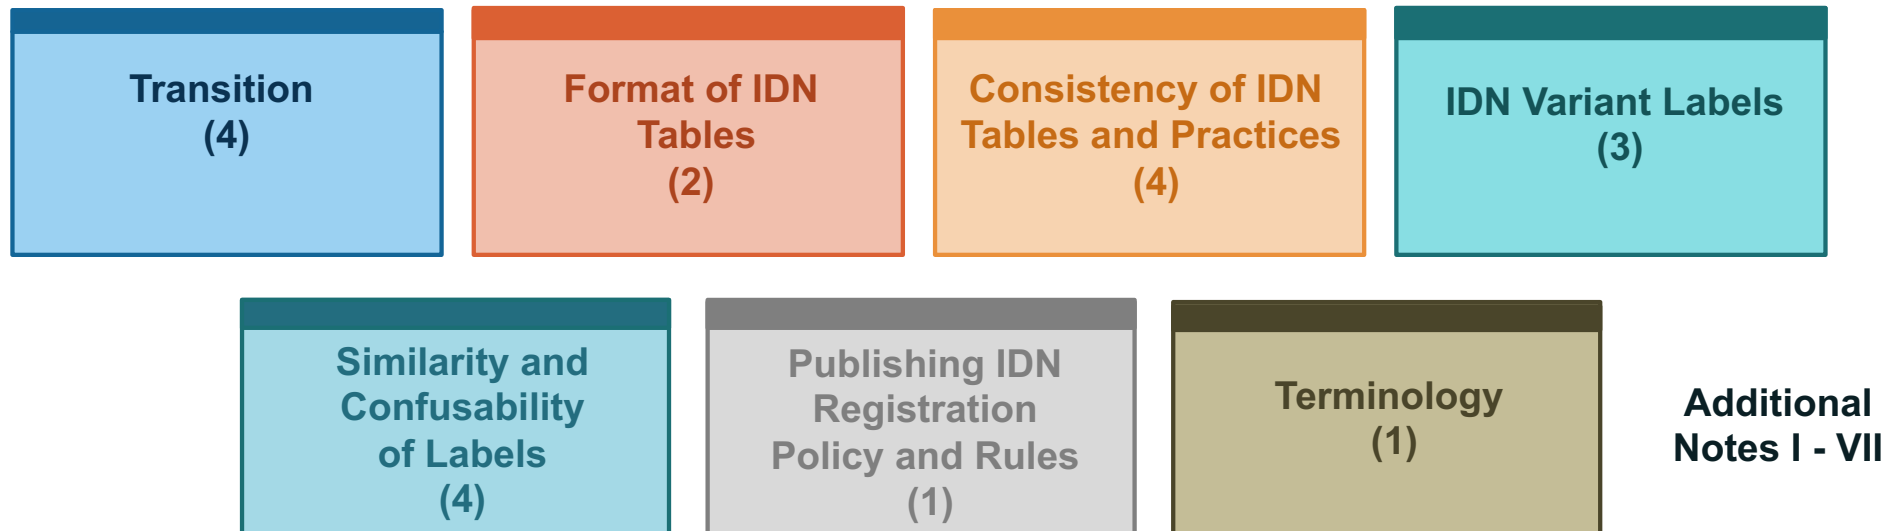 Transition
(4)
Format of IDN
Tables
(2)
Consistency of IDN
Tables and Practices
(4)
IDN Variant Labels
(3)
Similarity and
Confusability
of Labels
(4)
Publishing IDN
Registration
Policy and Rules
(1)
Terminology
(1)
Additional
Notes I - VII